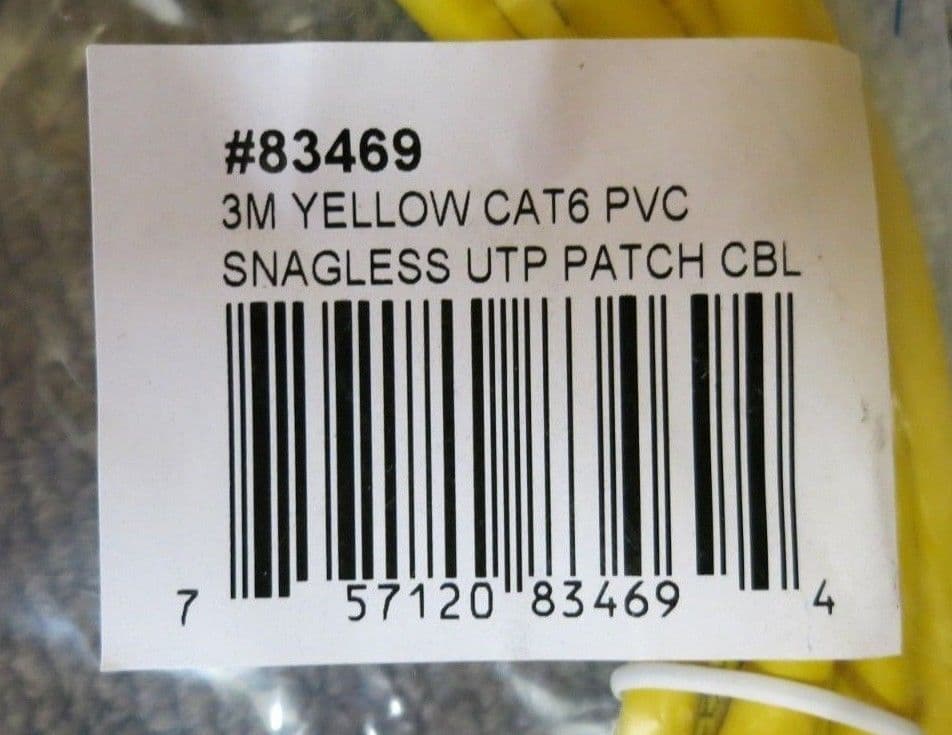 #83469
3M YELLOW CAT6 PVC
SNAGLESS UTP PATCH CBL
7 57120 83469 4